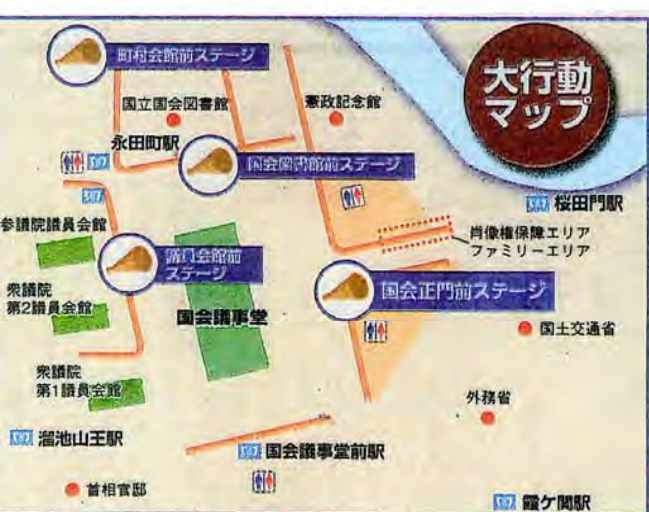 町村会館前ステージ
大行動
マップ
国立国会図書館
憲政記念館
永田町駅
国会図書館前ステージ
桜田門駅
参議院議員会館
肖像権保障エリア
ファミリーエリア
議員会館前
ステージ
衆議院
第2議員会館
国会議事堂
国会正門前ステージ
国土交通省
衆議院
第1議員会館
外務省
溜池山王駅
国会議事堂前駅
首相官邸
霞ケ関駅